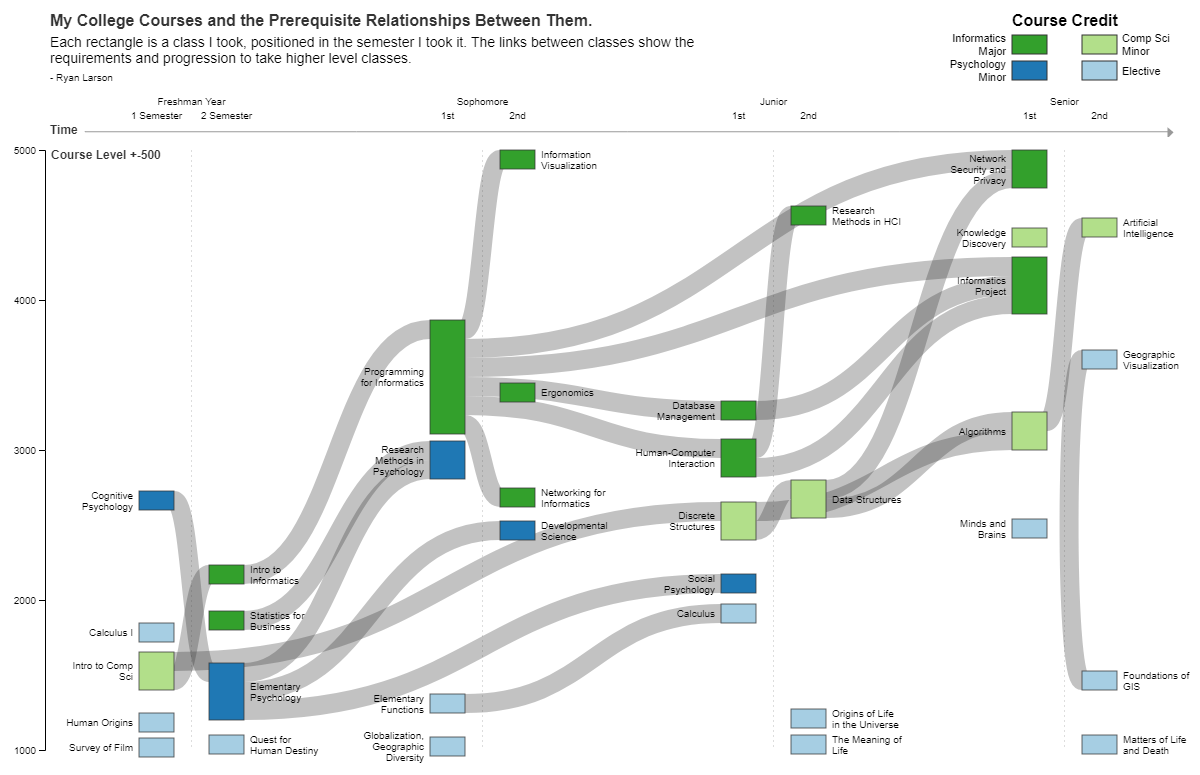 My College Courses and the Prerequisite Relationships Between Them.
Each rectangle is a class I took, positioned in the semester I took it. The links between classes show the
requirements and progression to take higher level classes.
- Ryan Larson
Course Credit
Informatics
Major
Comp Sci
Minor
Psychology
Minor
Elective
Freshman Year
Sophomore
Junior
Senior
1 Semester
2 Semester
1st
2nd
1st
2nd
1st
2nd
Time
5000
4000
3000
2000
1000
Course Level +-500
Cognitive
Psychology
Calculus I
Intro to Comp
Sci
Human Origins
Survey of Film
Intro to
Informatics
Statistics for
Business
Elementary
Psychology
Quest for
Human Destiny
Programming
for Informatics
Research
Methods in
Psychology
Elementary
Functions
Globalization,
Geographic
Diversity
Information
Visualization
Ergonomics
Networking for
Informatics
Developmental
Science
Database
Management
Human-Computer
Interaction
Discrete
Structures
Social
Psychology
Calculus
Research
Methods in HCI
Data Structures
Origins of Life
in the Universe
The Meaning of
Life
Network
Security and
Privacy
Knowledge
Discovery
Informatics
Project
Algorithms
Minds and
Brains
Artificial
Intelligence
Geographic
Visualization
Foundations of
GIS
Matters of Life
and Death